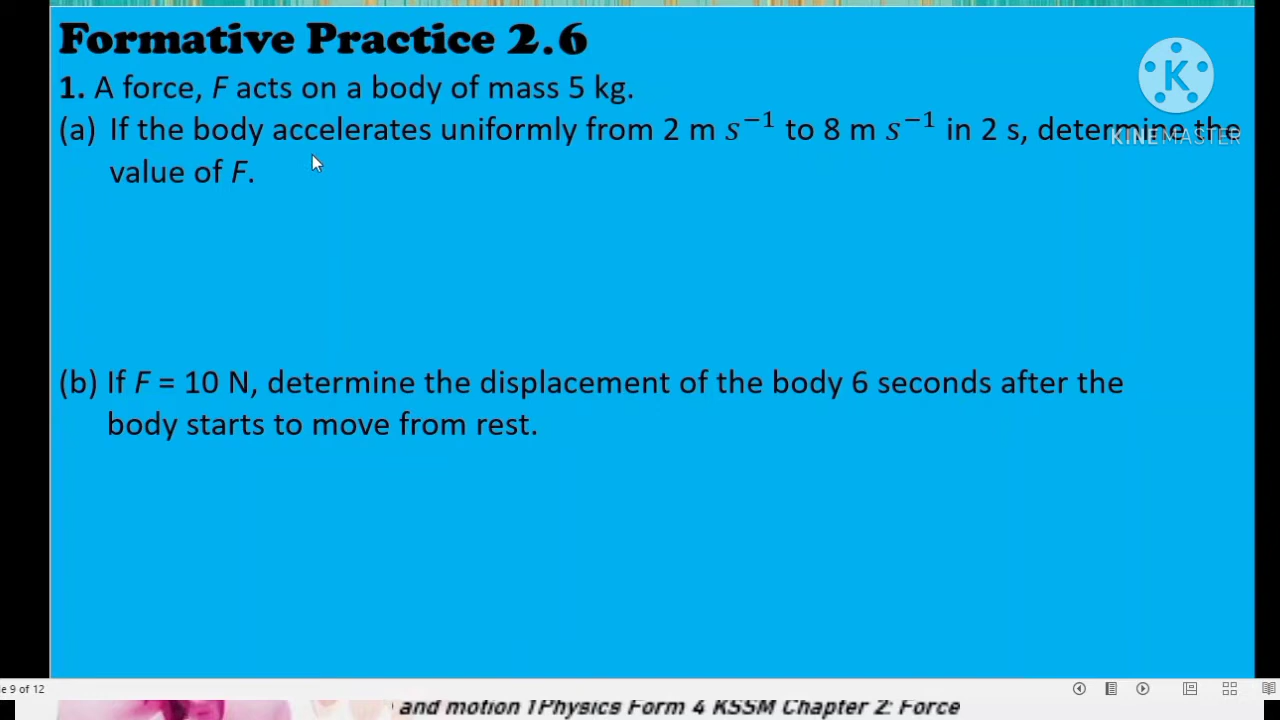 Formative Practice 2.6
1. A force, F acts on a body of mass 5 kg.
(a) If the body accelerates uniformly from 2 m s⁻¹ to 8 m s⁻¹ in 2 s, determine the
value of F.
K
KINEMASTER
(b) If F = 10 N, determine the displacement of the body 6 seconds after the
body starts to move from rest.
e 9 of 12
and motion 1Physics Form 4 KSSM Chapter 2: Force